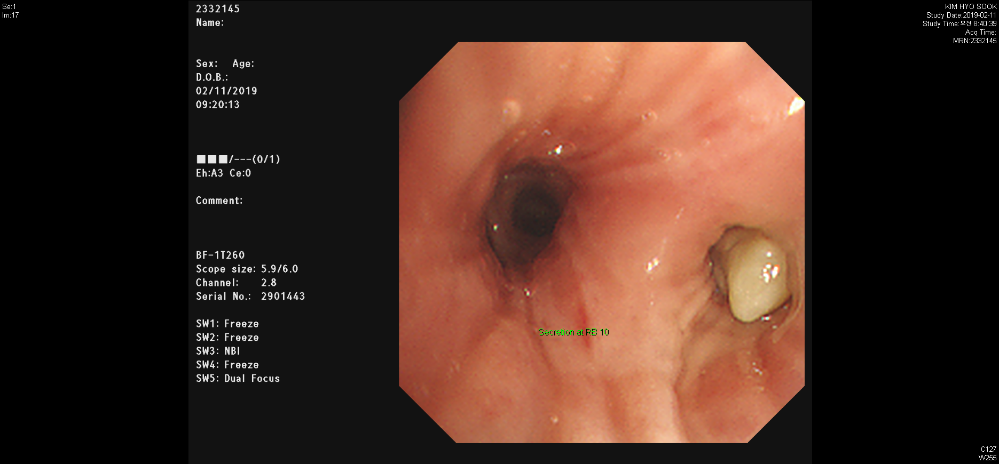 Se:1
Im:17
2332145
Name:
Sex: Age:
D.O.B.:
02/11/2019
09:20:13
■■■/---(0/1)
Eh:A3 Ce:0
Comment:
BF-1T260
Scope size: 5.9/6.0
Channel: 2.8
Serial No.: 2901443
SW1: Freeze
SW2: Freeze
SW3: NBI
SW4: Freeze
SW5: Dual Focus
Secretion at RB 10
KIM HYO SOOK
Study Date:2019-02-11
Study Time:오전 8:40:39
Acq Time:
MRN:2332145
C127
W255